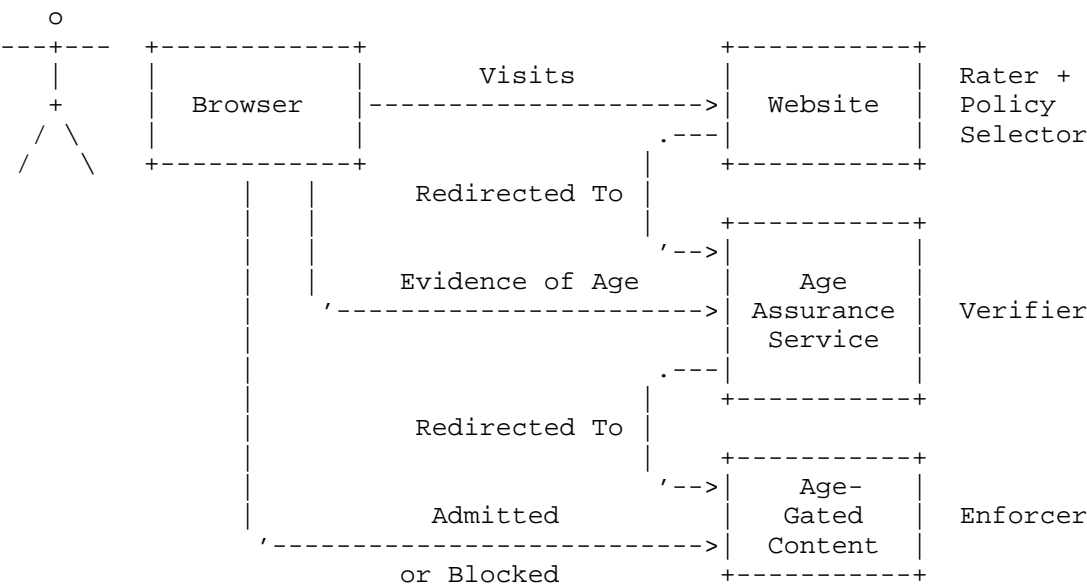 Visits
Rater +
Browser
Website
Policy
Selector
Redirected To
Evidence of Age
Age
Assurance
Verifier
Service
Redirected To
Age-
Admitted
Gated
Enforcer
Content
or Blocked